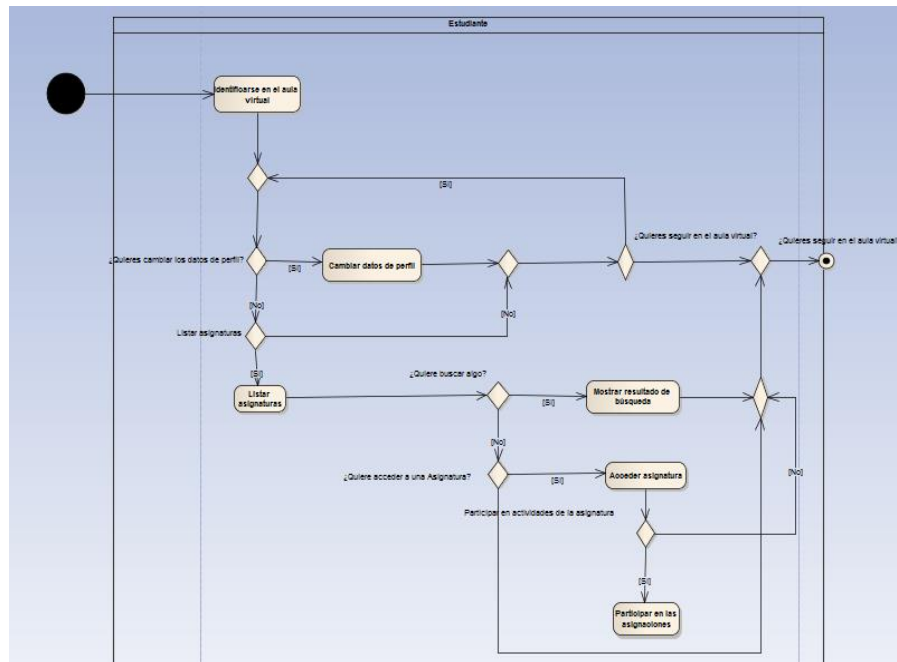 Estudiante
Identificarse en el aula
virtual
[Si]
¿Quieres seguir en el aula virtual?
¿Quieres seguir en el aula virtual
¿Quieres cambiar los datos de perfil?
[Si]
Cambiar datos de perfil
[No]
[No]
Listar asignaturas
[Si]
¿Quiere buscar algo?
Listar
asignaturas
[Si]
Mostrar resultado de
búsqueda
[No]
¿Quiere acceder a una Asignatura?
[Si]
Acceder asignatura
[No]
Participar en actividades de la asignatura
[Si]
Participar en las
asignaciones